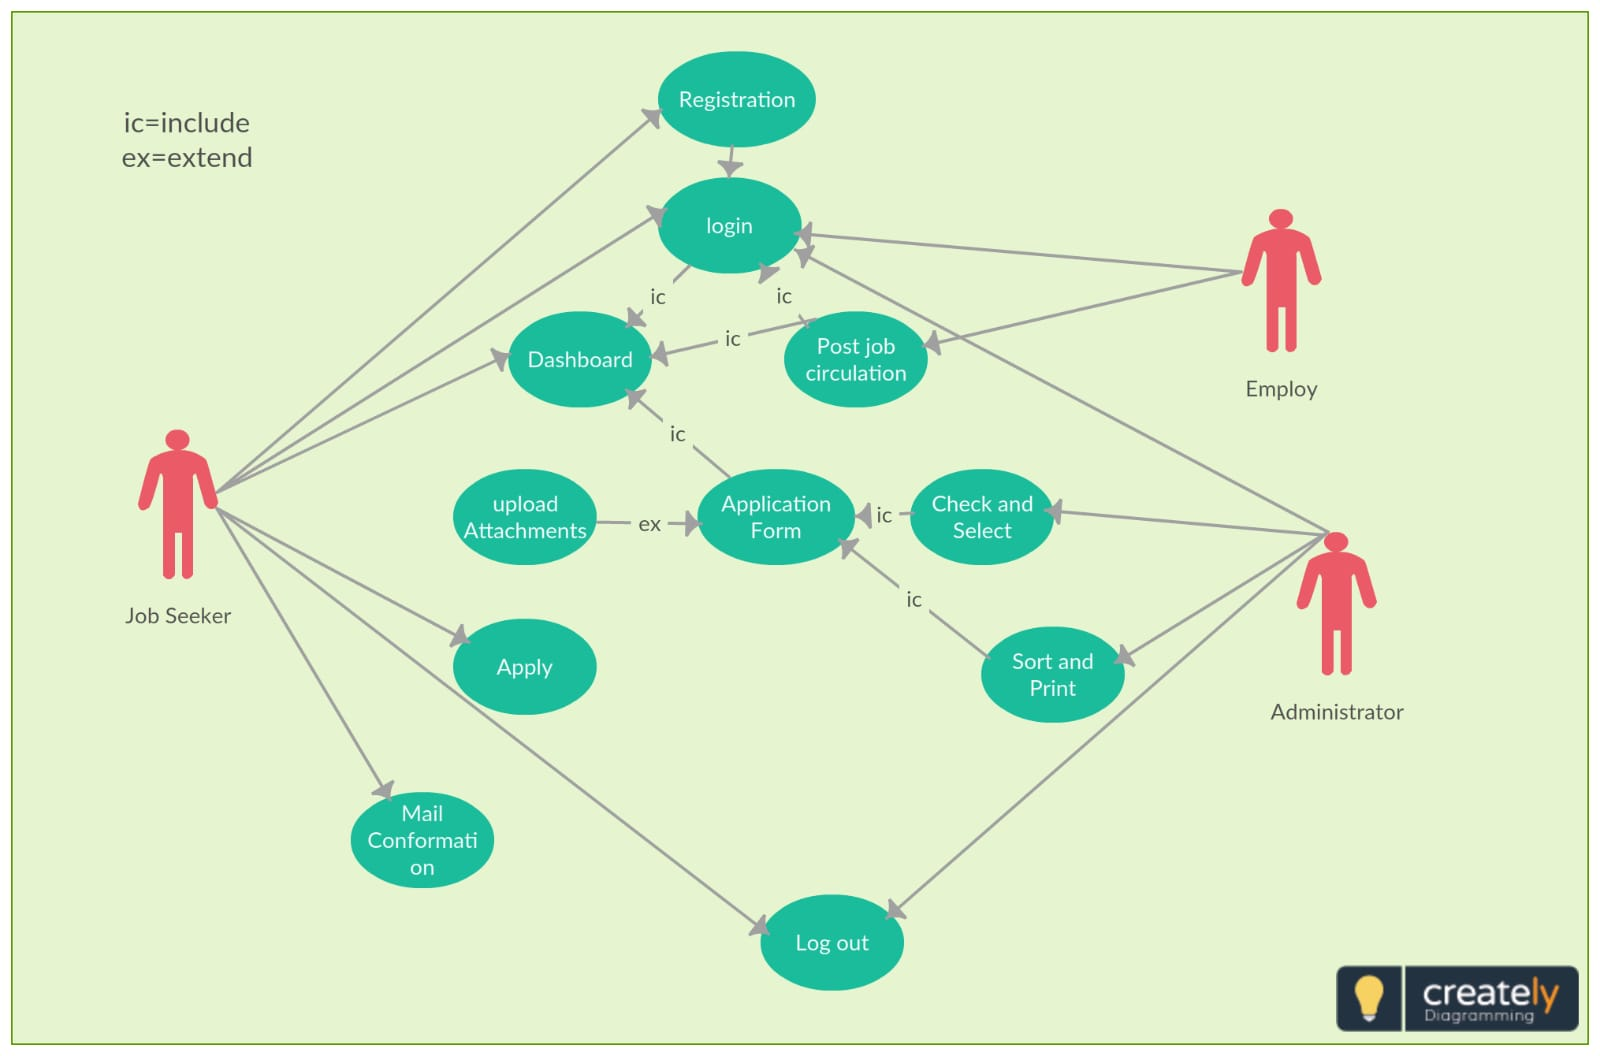 Registration
ic=include
ex=extend
login
ic
ic
ic
Post job
circulation
Dashboard
Employ
ic
upload
Attachments
ex
Application
Form
ic
Check and
Select
ic
Job Seeker
Apply
Sort and
Print
Administrator
Mail
Conformati
on
Log out
creately
Diagramming